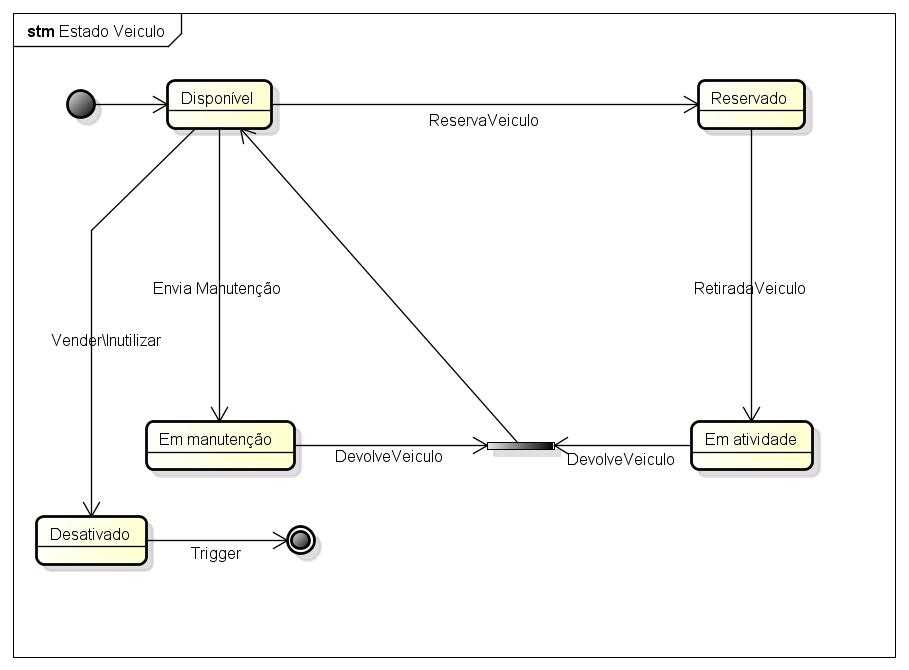 stm Estado Veiculo
Disponível
Reservado
ReservaVeiculo
Envia Manutenção
RetiradaVeiculo
Vender\Inutilizar
Em manutenção
Em atividade
DevolveVeiculo
DevolveVeiculo
Desativado
Trigger